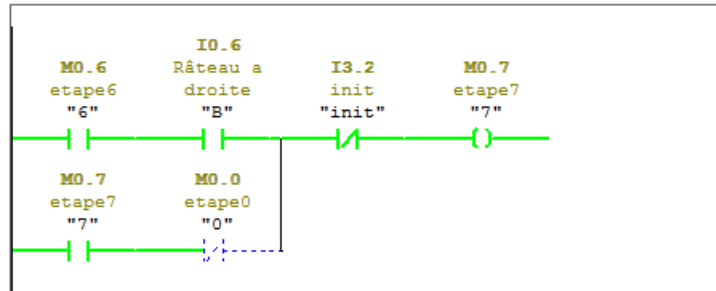 I0.6
M0.6 Râteau a I3.2 M0.7
etape6 droite init etape7
"6" "B" "init" "7"
M0.7 M0.0
etape7 etape0
"7" "0"